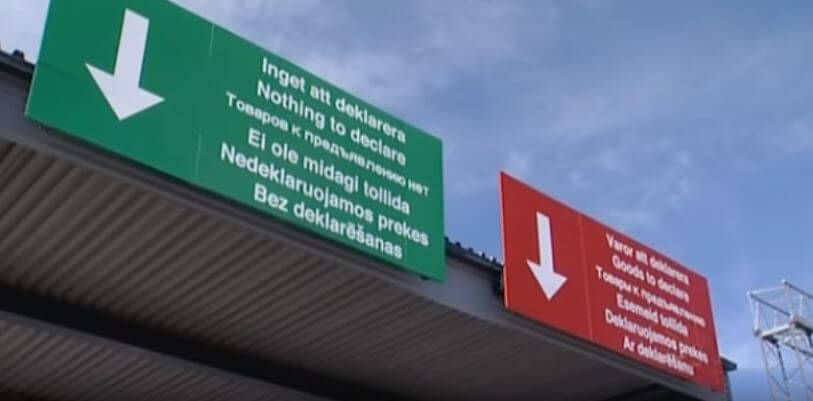 Inget att deklarera
Nothing to declare
Товаров к предъявлению нет
Ei ole midagi tollida
Nedeklaruojamos prekes
Bez deklarēšanas
Varor att deklarera
Goods to declare
Товары к предъявлению
Esemeid tollida
Deklaruojamos prekes
Ar deklarēšanu